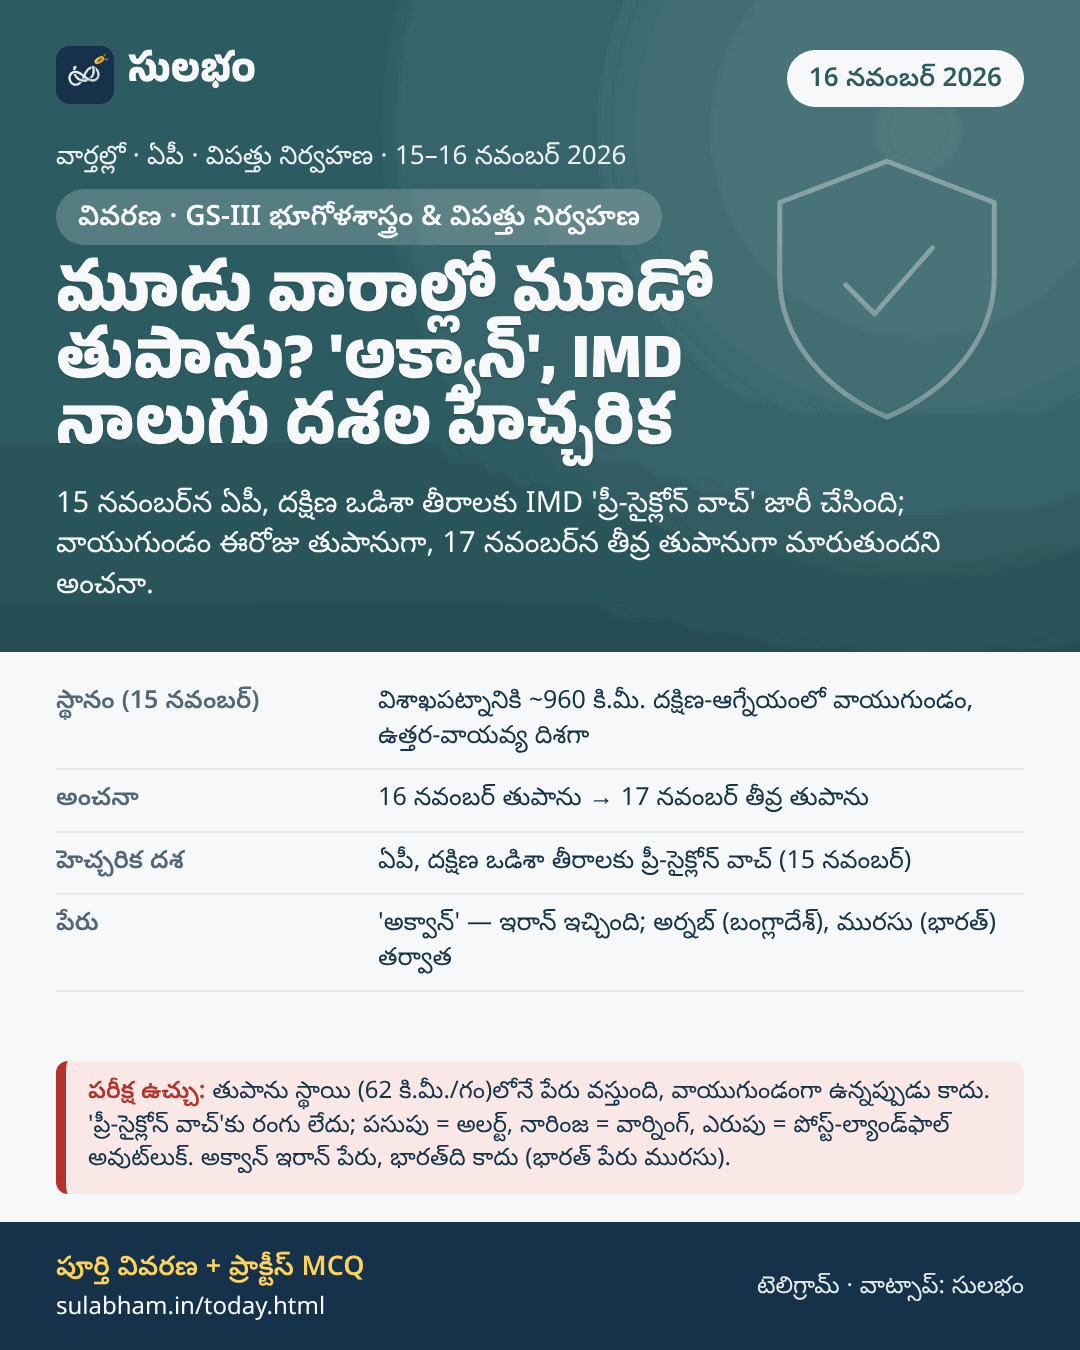 సులభం
16 నవంబర్ 2026
వార్తల్లో · ఏపీ · విపత్తు నిర్వహణ · 15–16 నవంబర్ 2026
వివరణ · GS-III భూగోళశాస్త్రం & విపత్తు నిర్వహణ
మూడు వారాల్లో మూడో
తుపాను? 'అక్వాన్', IMD
నాలుగు దశల హెచ్చరిక
15 నవంబర్‌న ఏపీ, దక్షిణ ఒడిశా తీరాలకు IMD 'ప్రీ-సైక్లోన్ వాచ్' జారీ చేసింది;
వాయుగుండం ఈరోజు తుపానుగా, 17 నవంబర్‌న తీవ్ర తుపానుగా మారుతుందని
అంచనా.
స్థానం (15 నవంబర్)
విశాఖపట్నానికి ~960 కి.మీ. దక్షిణ-ఆగ్నేయంలో వాయుగుండం,
ఉత్తర-వాయవ్య దిశగా
అంచనా
16 నవంబర్ తుపాను → 17 నవంబర్ తీవ్ర తుపాను
హెచ్చరిక దశ
ఏపీ, దక్షిణ ఒడిశా తీరాలకు ప్రీ-సైక్లోన్ వాచ్ (15 నవంబర్)
పేరు
'అక్వాన్' — ఇరాన్ ఇచ్చింది; అర్నబ్ (బంగ్లాదేశ్), మురసు (భారత్)
తర్వాత
పరీక్ష ఉచ్చు: తుపాను స్థాయి (62 కి.మీ./గం)లోనే పేరు వస్తుంది, వాయుగుండంగా ఉన్నప్పుడు కాదు.
'ప్రీ-సైక్లోన్ వాచ్'కు రంగు లేదు; పసుపు = అలర్ట్, నారింజ = వార్నింగ్, ఎరుపు = పోస్ట్-ల్యాండ్‌ఫాల్
అవుట్‌లుక్. అక్వాన్ ఇరాన్ పేరు, భారత్‌ది కాదు (భారత్ పేరు మురసు).
పూర్తి వివరణ + ప్రాక్టీస్ MCQ
sulabham.in/today.html
టెలిగ్రామ్ · వాట్సాప్: సులభం